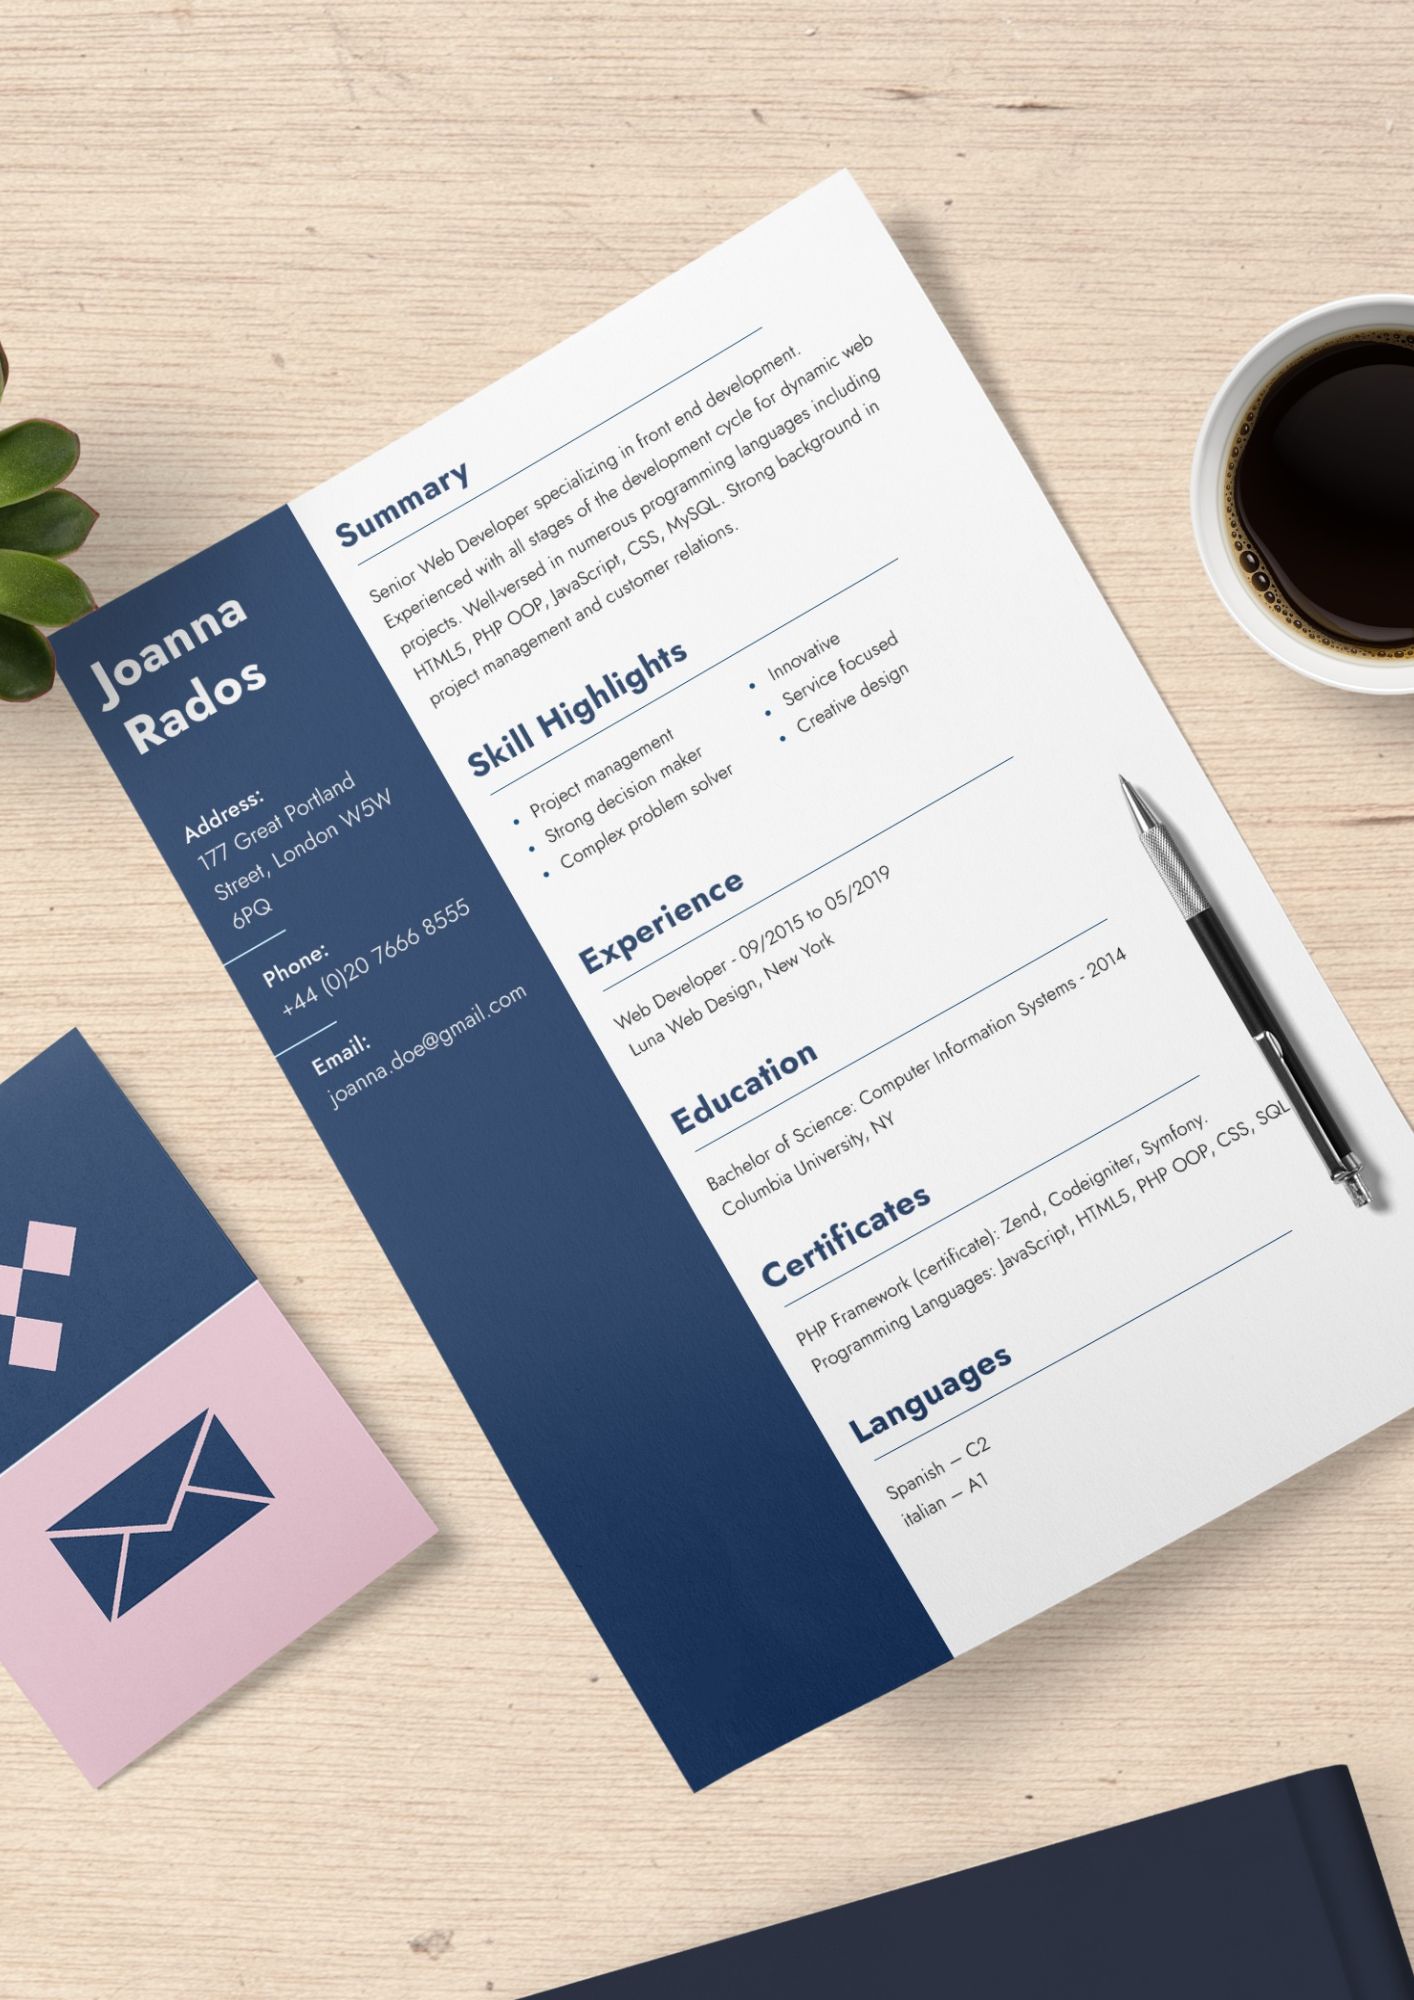 Joanna
Rados
Address:
177 Great Portland
Street, London W5W
6PQ
Phone:
+44 (0)20 7666 8555
Email:
joanna.doe@gmail.com
Summary
Senior Web Developer specializing in front end development.
Experienced with all stages of the development cycle for dynamic web
projects. Well-versed in numerous programming languages including
HTML5, PHP OOP, JavaScript, CSS, MySQL. Strong background in
project management and customer relations.
Skill Highlights
Project management
Strong decision maker
Complex problem solver
Innovative
Service focused
Creative design
Experience
Web Developer - 09/2015 to 05/2019
Luna Web Design, New York
Education
Bachelor of Science: Computer Information Systems - 2014
Columbia University, NY
Certificates
PHP Framework (certificate): Zend, Codeigniter, Symfony.
Programming Languages: JavaScript, HTML5, PHP OOP, CSS, SQL
Languages
Spanish – C2
italian – A1